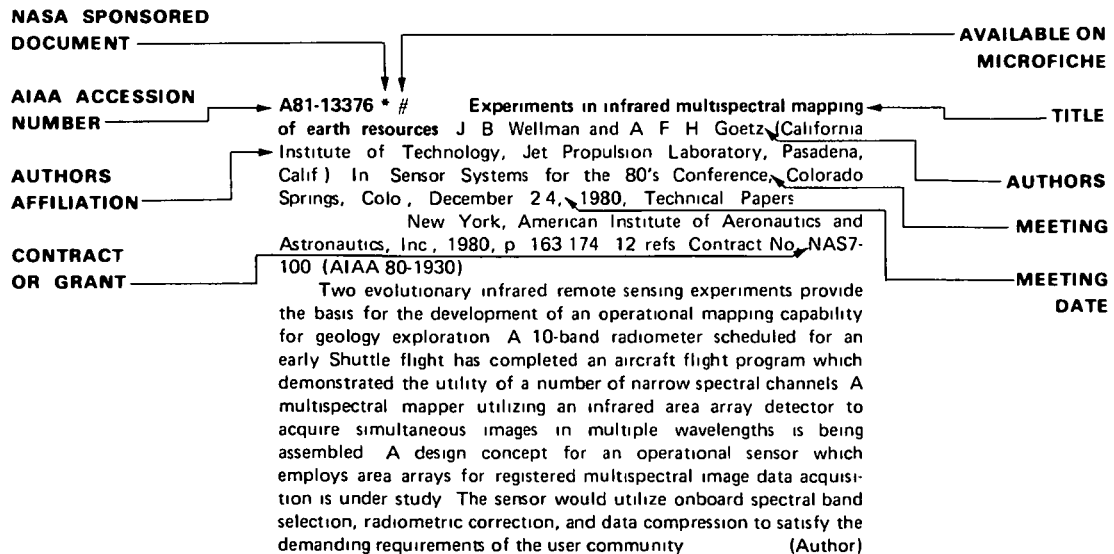 NASA SPONSORED
DOCUMENT
AVAILABLE ON
MICROFICHE
AIAA ACCESSION
NUMBER
A81-13376 * # Experiments in infrared multispectral mapping
TITLE
of earth resources J B Wellman and A F H Goetz (California
Institute of Technology, Jet Propulsion Laboratory, Pasadena,
AUTHORS
AFFILIATION
Calif ) In Sensor Systems for the 80's Conference, Colorado
AUTHORS
Springs, Colo , December 2 4, 1980, Technical Papers
New York, American Institute of Aeronautics and
MEETING
Astronautics, Inc , 1980, p 163 174 12 refs Contract No NAS7-
CONTRACT
OR GRANT
100 (AIAA 80-1930)
MEETING
DATE
Two evolutionary infrared remote sensing experiments provide
the basis for the development of an operational mapping capability
for geology exploration A 10-band radiometer scheduled for an
early Shuttle flight has completed an aircraft flight program which
demonstrated the utility of a number of narrow spectral channels A
multispectral mapper utilizing an infrared area array detector to
acquire simultaneous images in multiple wavelengths is being
assembled A design concept for an operational sensor which
employs area arrays for registered multispectral image data acquisi-
tion is under study The sensor would utilize onboard spectral band
selection, radiometric correction, and data compression to satisfy the
demanding requirements of the user community (Author)